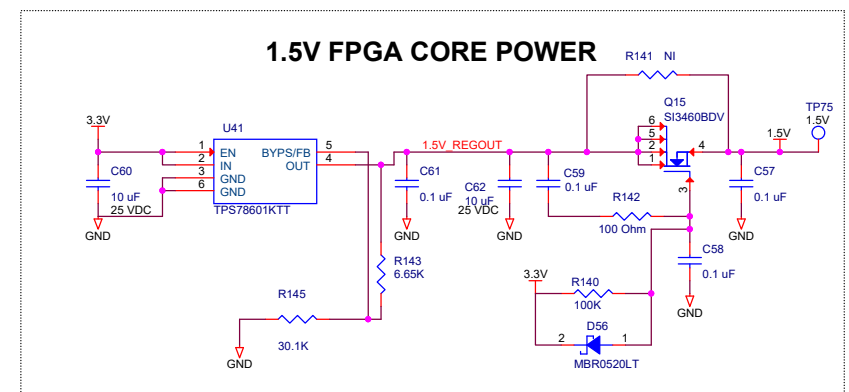 1.5V FPGA CORE POWER
R141 NI
Q15
SI3460BDV
TP75
1.5V
3.3V
U41
1 EN BYPS/FB 5
2 IN OUT 4
3 GND
6 GND
TPS78601KTT
C60
10 uF
25 VDC
GND
1.5V_REGOUT
C61
0.1 uF
GND
C62
10 uF
25 VDC
GND
C59
0.1 uF
R142
100 Ohm
6
5
2
1
4
3
1.5V
C57
0.1 uF
GND
C58
0.1 uF
GND
R143
6.65K
R145
30.1K
GND
3.3V
R140
100K
D56
2 1
MBR0520LT